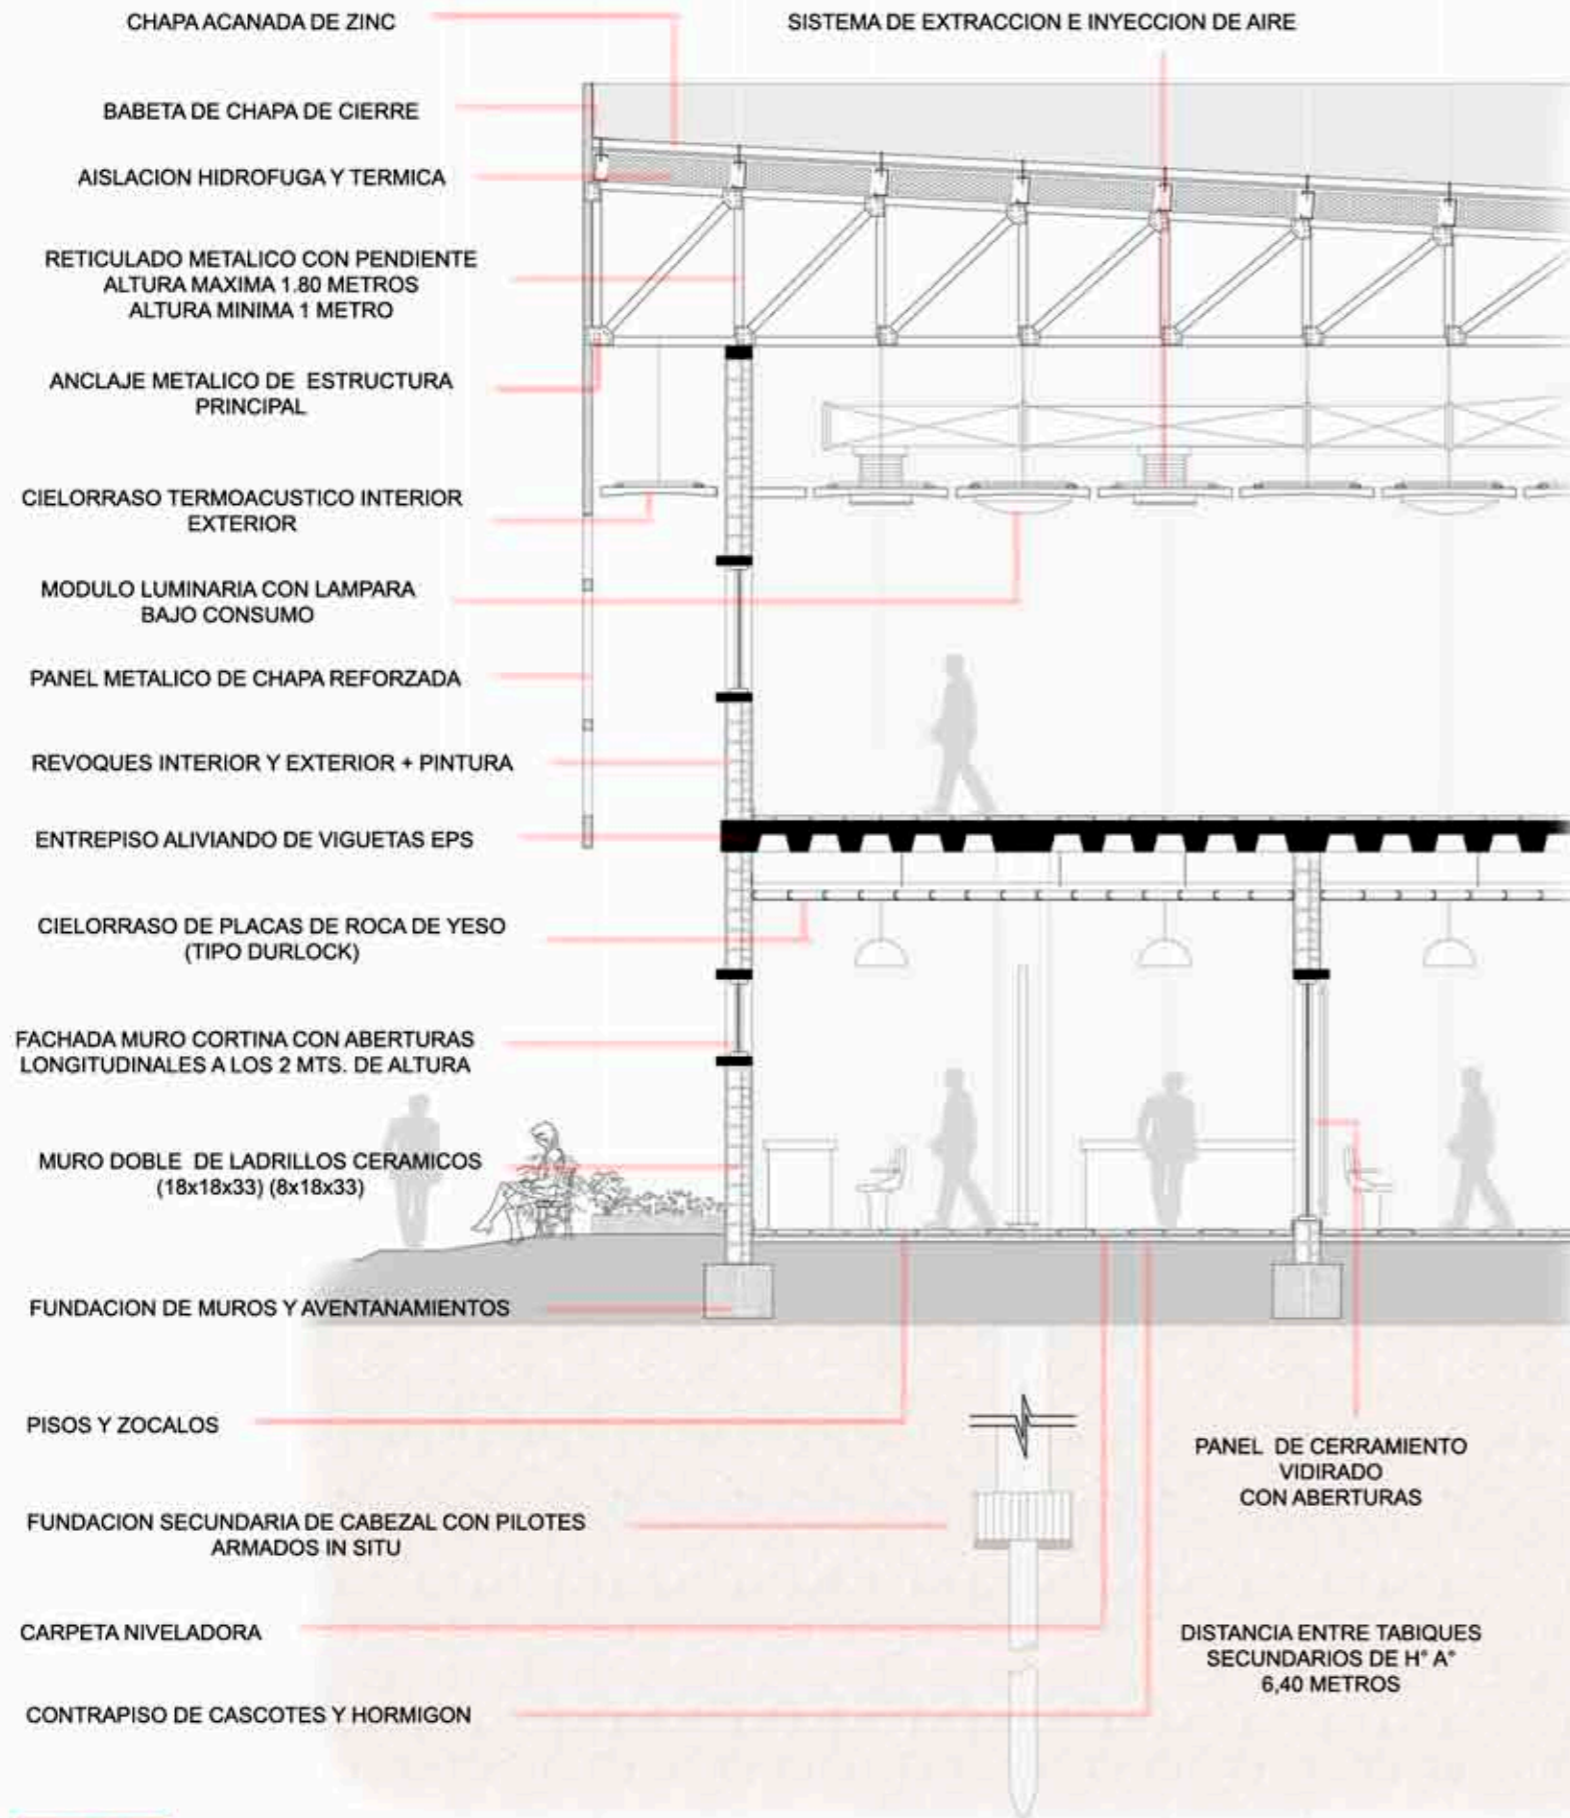 CHAPA ACANADA DE ZINC
SISTEMA DE EXTRACCION E INYECCION DE AIRE
BABETA DE CHAPA DE CIERRE
AISLACION HIDROFUGA Y TERMICA
RETICULADO METALICO CON PENDIENTE
ALTURA MAXIMA 1.80 METROS
ALTURA MINIMA 1 METRO
ANCLAJE METALICO DE ESTRUCTURA
PRINCIPAL
CIELORRASO TERMOACUSTICO INTERIOR
EXTERIOR
MODULO LUMINARIA CON LAMPARA
BAJO CONSUMO
PANEL METALICO DE CHAPA REFORZADA
REVOQUES INTERIOR Y EXTERIOR + PINTURA
ENTREPISO ALIVIANDO DE VIGUETAS EPS
CIELORRASO DE PLACAS DE ROCA DE YESO
(TIPO DURLOCK)
FACHADA MURO CORTINA CON ABERTURAS
LONGITUDINALES A LOS 2 MTS. DE ALTURA
MURO DOBLE DE LADRILLOS CERAMICOS
(18x18x33) (8x18x33)
FUNDACION DE MUROS Y AVENTANAMIENTOS
PISOS Y ZOCALOS
PANEL DE CERRAMIENTO
VIDIRADO
CON ABERTURAS
FUNDACION SECUNDARIA DE CABEZAL CON PILOTES
ARMADOS IN SITU
CARPETA NIVELADORA
DISTANCIA ENTRE TABIQUES
SECUNDARIOS DE H° A°
6,40 METROS
CONTRAPISO DE CASCOTES Y HORMIGON